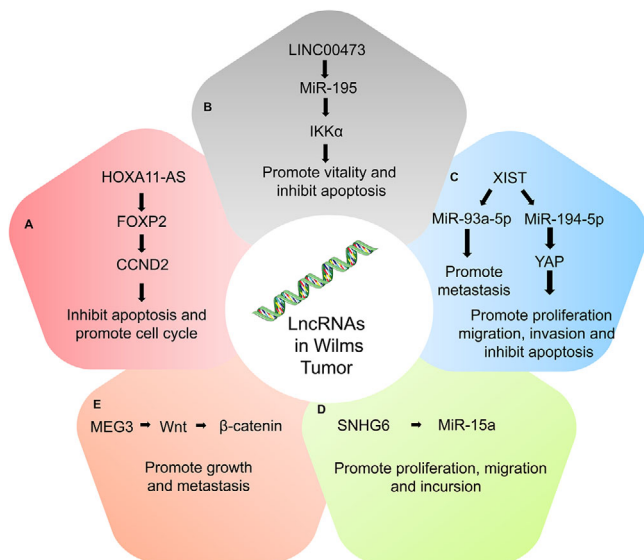 B
LINC00473
MiR-195
IKKα
Promote vitality and
inhibit apoptosis
A
HOXA11-AS
FOXP2
CCND2
Inhibit apoptosis and
promote cell cycle
C
XIST
MiR-93a-5p
MiR-194-5p
Promote
metastasis
YAP
Promote proliferation
migration, invasion and
inhibit apoptosis
LncRNAs
in Wilms
Tumor
E
MEG3 Wnt β-catenin
Promote growth
and metastasis
D
SNHG6 MiR-15a
Promote proliferation, migration
and incursion